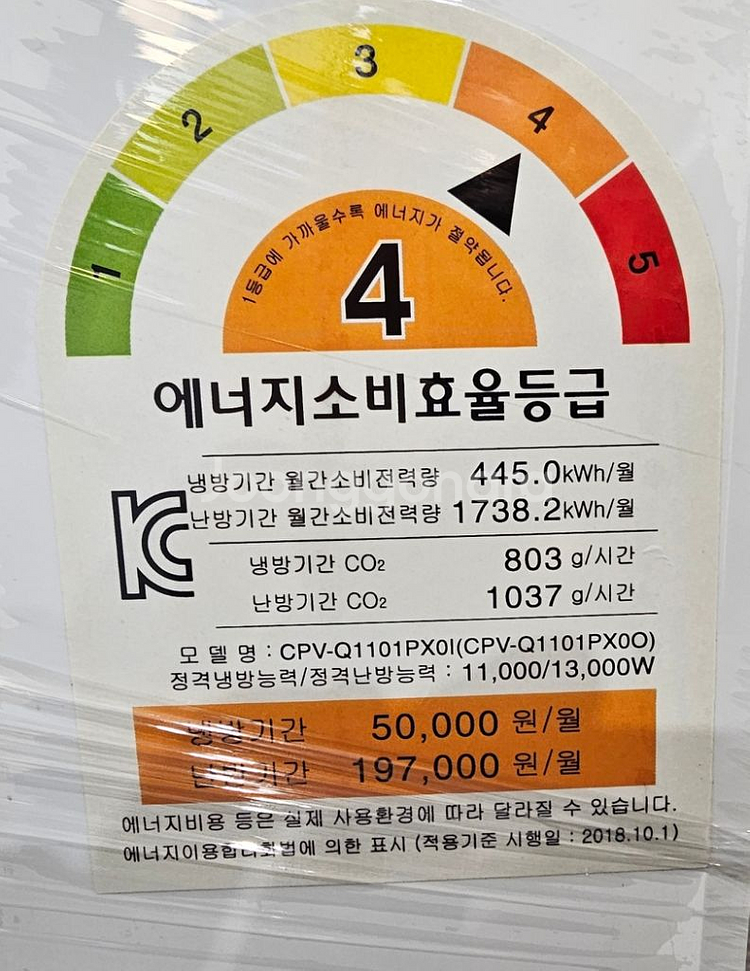 1
2
3
4
5
1등급에 가까울수록 에너지가 절약됩니다.
4
에너지소비효율등급
냉방기간 월간소비전력량 445.0kWh/월
난방기간 월간소비전력량 1738.2kWh/월
냉방기간 CO2 803 g/시간
난방기간 CO2 1037 g/시간
모 델 명 : CPV-Q1101PX0I(CPV-Q1101PX0O)
정격냉방능력/정격난방능력 : 11,000/13,000W
냉방기간 50,000 원/월
난방기간 197,000 원/월
에너지비용 등은 실제 사용환경에 따라 달라질 수 있습니다.
에너지이용합리화법에 의한 표시 (적용기준 시행일 : 2018.10.1)